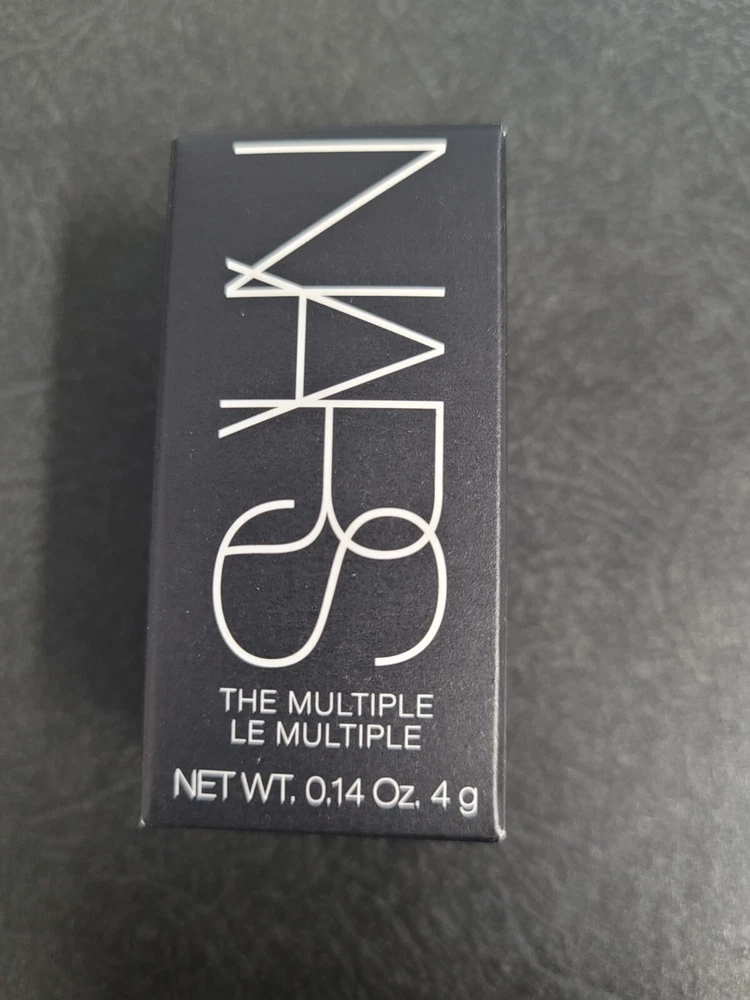 NARS
THE MULTIPLE
LE MULTIPLE
NET WT. 0.14 Oz. 4 g